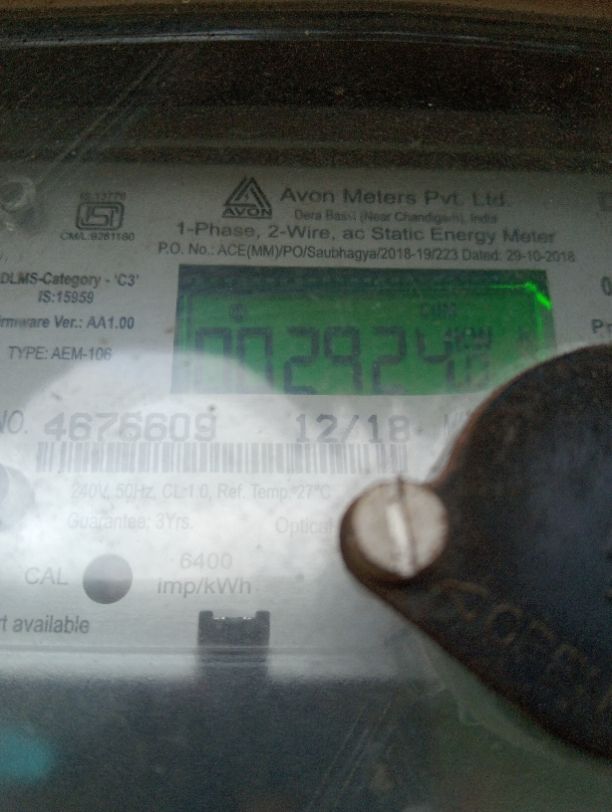 IS:13779
ISI
CM/L:9281160
AVON
Avon Meters Pvt. Ltd.
Dera Bassi (Near Chandigarh), India
1-Phase, 2-Wire, ac Static Energy Meter
P.O. No.: ACE(MM)/PO/Saubhagya/2018-19/223 Dated: 29-10-2018
DLMS-Category - 'C3'
IS:15959
irmware Ver.: AA1.00
TYPE: AEM-106
CUM
002924
NO. 4675609 12/18
240V, 50Hz, CL:1.0, Ref. Temp. 27°C
Guarantee: 3Yrs. Optical
CAL
6400
imp/kWh
rt available